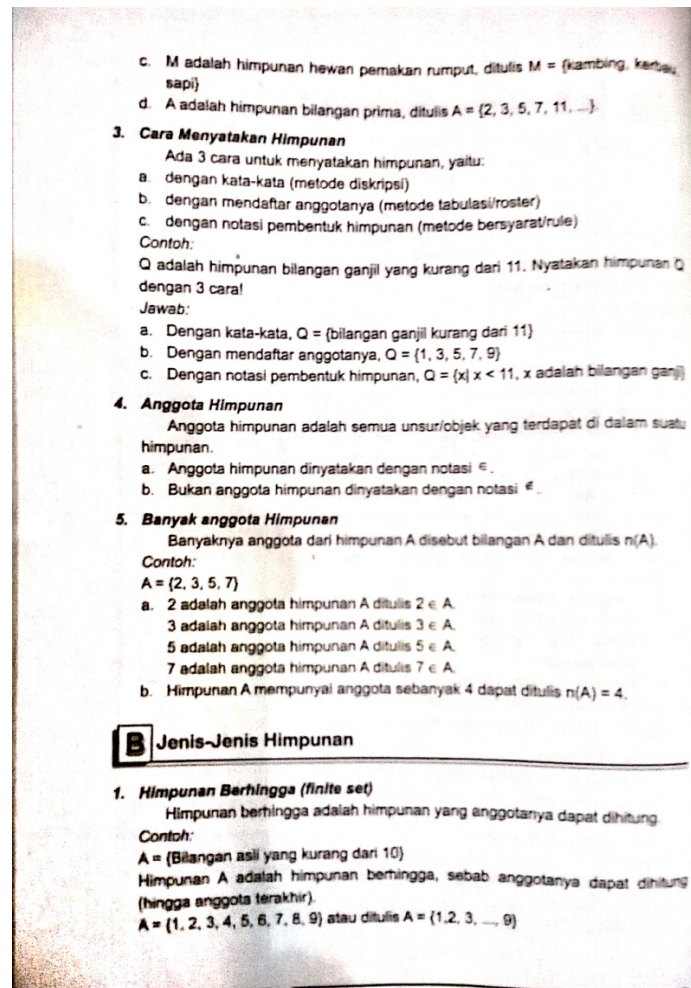 c. M adalah himpunan hewan pemakan rumput, ditulis M = {kambing, kerbau,
sapi}
d. A adalah himpunan bilangan prima, ditulis A = {2, 3, 5, 7, 11, ...}.
3. Cara Menyatakan Himpunan
Ada 3 cara untuk menyatakan himpunan, yaitu:
a. dengan kata-kata (metode diskripsi)
b. dengan mendaftar anggotanya (metode tabulasi/roster)
c. dengan notasi pembentuk himpunan (metode bersyarat/rule)
Contoh:
Q adalah himpunan bilangan ganjil yang kurang dari 11. Nyatakan himpunan Q
dengan 3 cara!
Jawab:
a. Dengan kata-kata, Q = {bilangan ganjil kurang dari 11}
b. Dengan mendaftar anggotanya, Q = {1, 3, 5, 7, 9}
c. Dengan notasi pembentuk himpunan, Q = {x| x < 11, x adalah bilangan ganjil}
4. Anggota Himpunan
Anggota himpunan adalah semua unsur/objek yang terdapat di dalam suatu
himpunan.
a. Anggota himpunan dinyatakan dengan notasi ∈.
b. Bukan anggota himpunan dinyatakan dengan notasi ∉.
5. Banyak anggota Himpunan
Banyaknya anggota dari himpunan A disebut bilangan A dan ditulis n(A).
Contoh:
A = {2, 3, 5, 7}
a. 2 adalah anggota himpunan A ditulis 2 ∈ A.
3 adalah anggota himpunan A ditulis 3 ∈ A.
5 adalah anggota himpunan A ditulis 5 ∈ A.
7 adalah anggota himpunan A ditulis 7 ∈ A.
b. Himpunan A mempunyai anggota sebanyak 4 dapat ditulis n(A) = 4.
B Jenis-Jenis Himpunan
1. Himpunan Berhingga (finite set)
Himpunan berhingga adalah himpunan yang anggotanya dapat dihitung.
Contoh:
A = {Bilangan asli yang kurang dari 10}
Himpunan A adalah himpunan berhingga, sebab anggotanya dapat dihitung
(hingga anggota terakhir).
A = {1, 2, 3, 4, 5, 6, 7, 8, 9} atau ditulis A = {1,2, 3, ..., 9}